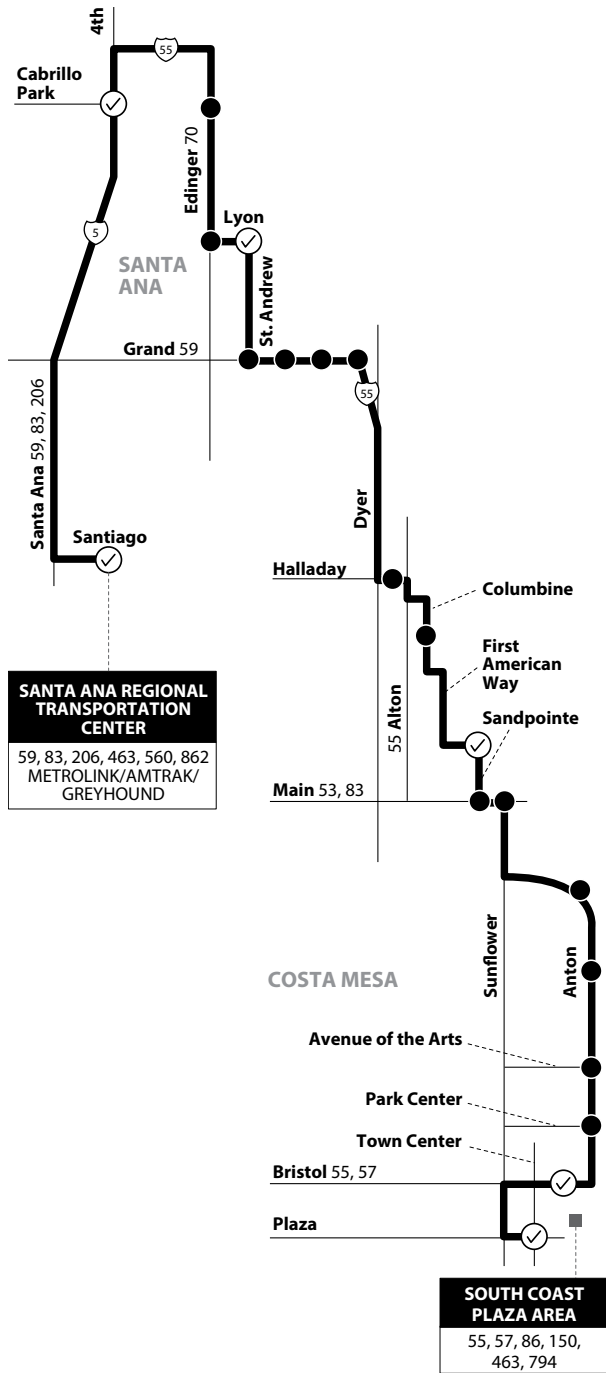 4th
55
Cabrillo
Park
Edinger 70
Lyon
5
SANTA
ANA
St. Andrew
Grand 59
55
Santa Ana 59, 83, 206
Dyer
Santiago
Halladay
Columbine
First
American
Way
55 Alton
Sandpointe
SANTA ANA REGIONAL
TRANSPORTATION
CENTER
59, 83, 206, 463, 560, 862
METROLINK/AMTRAK/
GREYHOUND
Main 53, 83
Sunflower
Anton
COSTA MESA
Avenue of the Arts
Park Center
Town Center
Bristol 55, 57
Plaza
SOUTH COAST
PLAZA AREA
55, 57, 86, 150,
463, 794